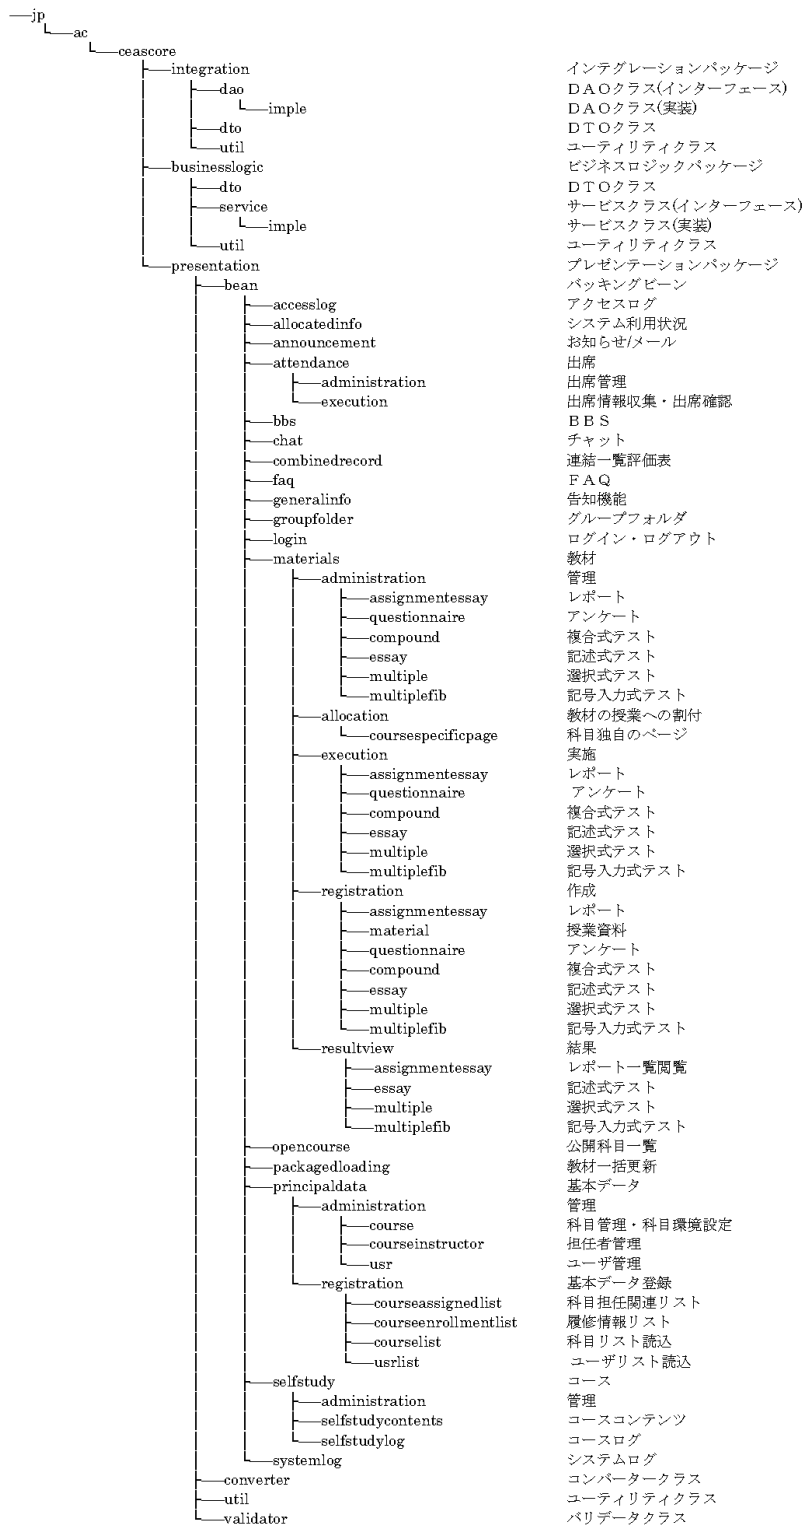 jp
ac
ceascore
integration インテグレーションパッケージ
dao ＤＡＯクラス(インターフェース)
imple ＤＡＯクラス(実装)
dto ＤＴＯクラス
util ユーティリティクラス
businesslogic ビジネスロジックパッケージ
dto ＤＴＯクラス
service サービスクラス(インターフェース)
imple サービスクラス(実装)
util ユーティリティクラス
presentation プレゼンテーションパッケージ
bean バッキングビーン
accesslog アクセスログ
allocatedinfo システム利用状況
announcement お知らせ/メール
attendance 出席
administration 出席管理
execution 出席情報収集・出席確認
bbs ＢＢＳ
chat チャット
combinedrecord 連結一覧評価表
faq ＦＡＱ
generalinfo 告知機能
groupfolder グループフォルダ
login ログイン・ログアウト
materials 教材
administration 管理
assignmentessay レポート
questionnaire アンケート
compound 複合式テスト
essay 記述式テスト
multiple 選択式テスト
multiplefib 記号入力式テスト
allocation 教材の授業への割付
coursespecificpage 科目独自のページ
execution 実施
assignmentessay レポート
questionnaire アンケート
compound 複合式テスト
essay 記述式テスト
multiple 選択式テスト
multiplefib 記号入力式テスト
registration 作成
assignmentessay レポート
material 授業資料
questionnaire アンケート
compound 複合式テスト
essay 記述式テスト
multiple 選択式テスト
multiplefib 記号入力式テスト
resultview 結果
assignmentessay レポート一覧閲覧
essay 記述式テスト
multiple 選択式テスト
multiplefib 記号入力式テスト
opencourse 公開科目一覧
packagedloading 教材一括更新
principaldata 基本データ
administration 管理
course 科目管理・科目環境設定
courseinstructor 担任者管理
usr ユーザ管理
registration 基本データ登録
courseassignedlist 科目担任関連リスト
courseenrollmentlist 履修情報リスト
courselist 科目リスト読込
usrlist ユーザリスト読込
selfstudy コース
administration 管理
selfstudycontents コースコンテンツ
selfstudylog コースログ
systemlog システムログ
converter コンバータークラス
util ユーティリティクラス
validator バリデータクラス